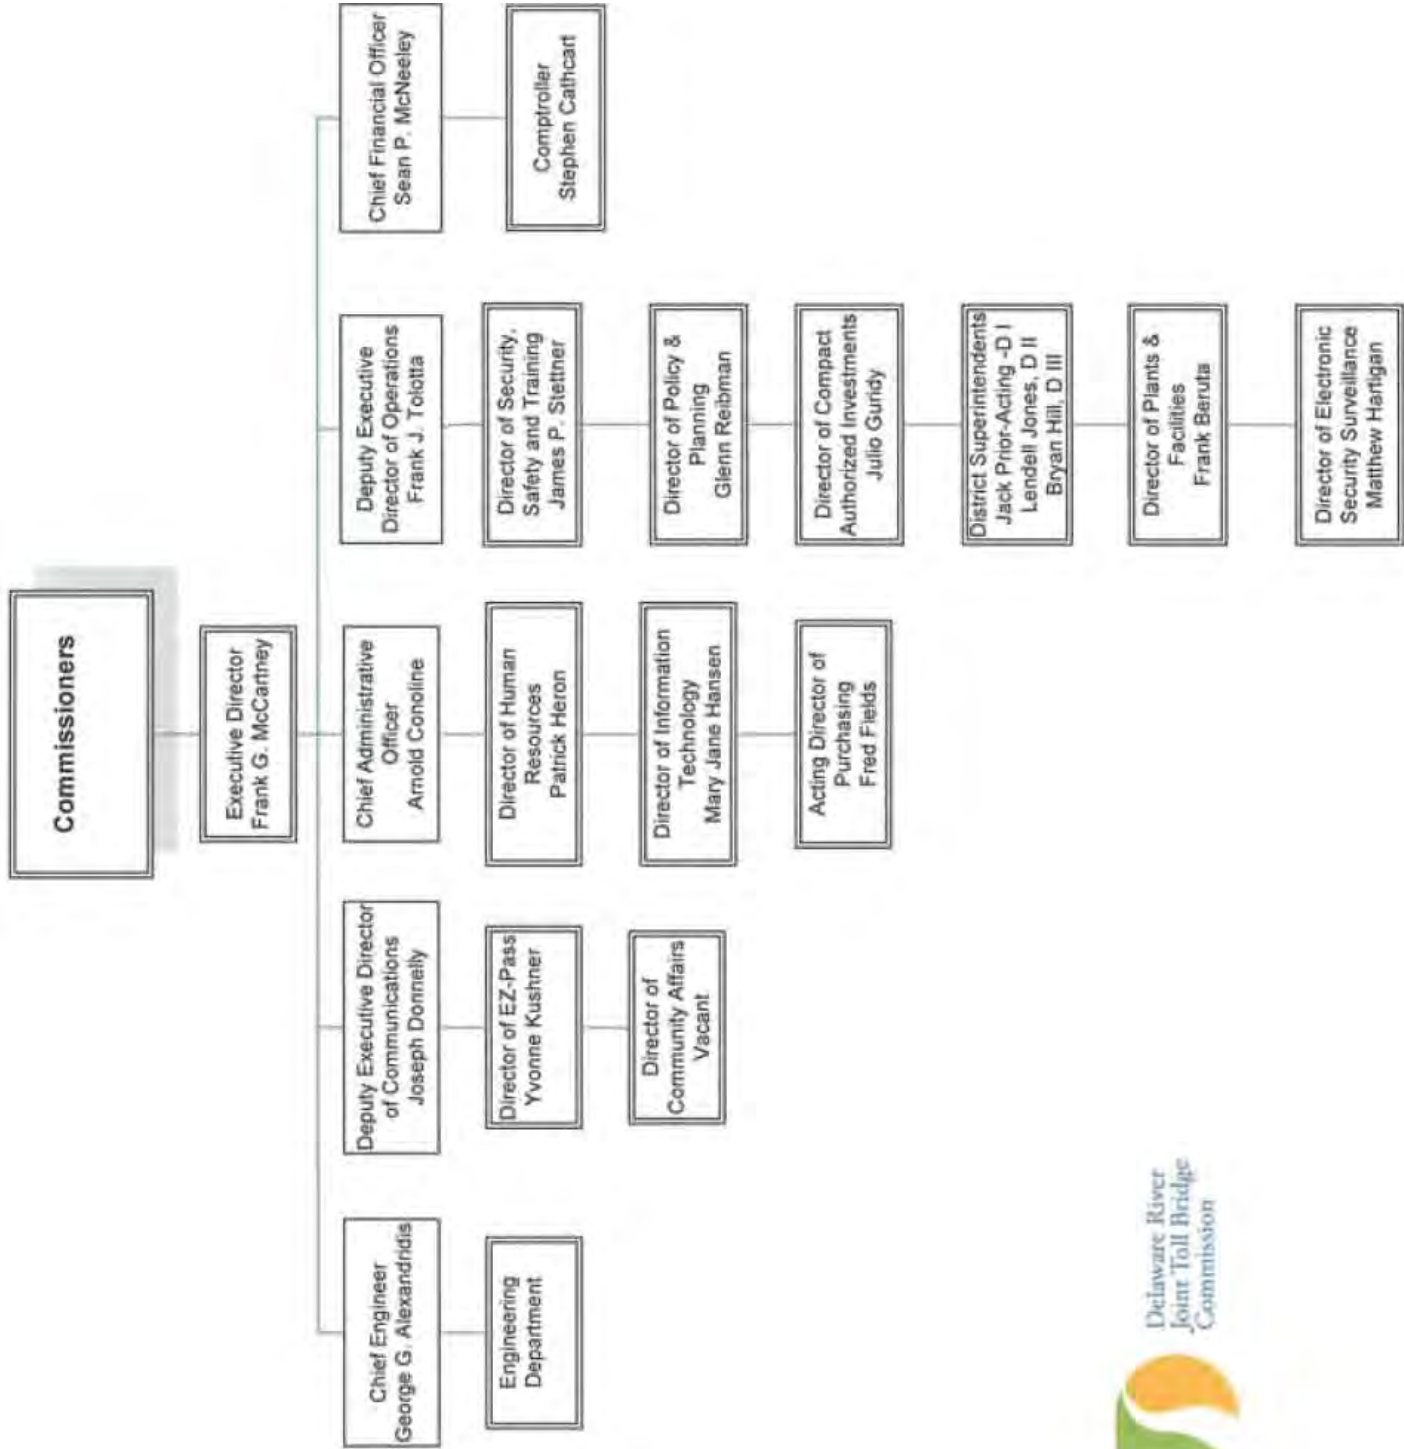 Commissioners
Executive Director
Frank G. McCartney
Chief Engineer
George G. Alexandridis
Engineering
Department
Deputy Executive Director
of Communications
Joseph Donnelly
Director of EZ-Pass
Yvonne Kushner
Director of
Community Affairs
Vacant
Chief Administrative
Officer
Arnold Conoline
Director of Human
Resources
Patrick Heron
Director of Information
Technology
Mary Jane Hansen
Acting Director of
Purchasing
Fred Fields
Deputy Executive
Director of Operations
Frank J. Tolotta
Director of Security,
Safety and Training
James P. Stettner
Director of Policy &
Planning
Glenn Reibman
Director of Compact
Authorized Investments
Julio Guridy
District Superintendents
Jack Prior-Acting -D I
Lendell Jones, D II
Bryan Hill, D III
Director of Plants &
Facilities
Frank Beruta
Director of Electronic
Security Surveillance
Matthew Hartigan
Chief Financial Officer
Sean P. McNeeley
Comptroller
Stephen Cathcart
Delaware River
Joint Toll Bridge
Commission